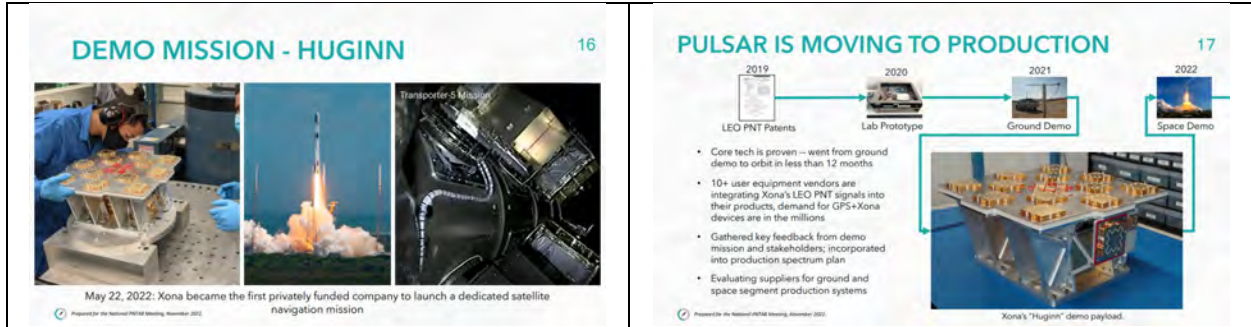 DEMO MISSION - HUGINN
16
Transporter-5 Mission
May 22, 2022: Xona became the first privately funded company to launch a dedicated satellite
navigation mission
Prepared for the National PNTAB Meeting, November 2022.
PULSAR IS MOVING TO PRODUCTION
17
2019
2020
2021
2022
LEO PNT Patents
Lab Prototype
Ground Demo
Space Demo
• Core tech is proven – went from ground
demo to orbit in less than 12 months
• 10+ user equipment vendors are
integrating Xona's LEO PNT signals into
their products, demand for GPS+Xona
devices are in the millions
• Gathered key feedback from demo
mission and stakeholders; incorporated
into production spectrum plan
• Evaluating suppliers for ground and
space segment production systems
Xona's "Huginn" demo payload.
Prepared for the National PNTAB Meeting, November 2022.